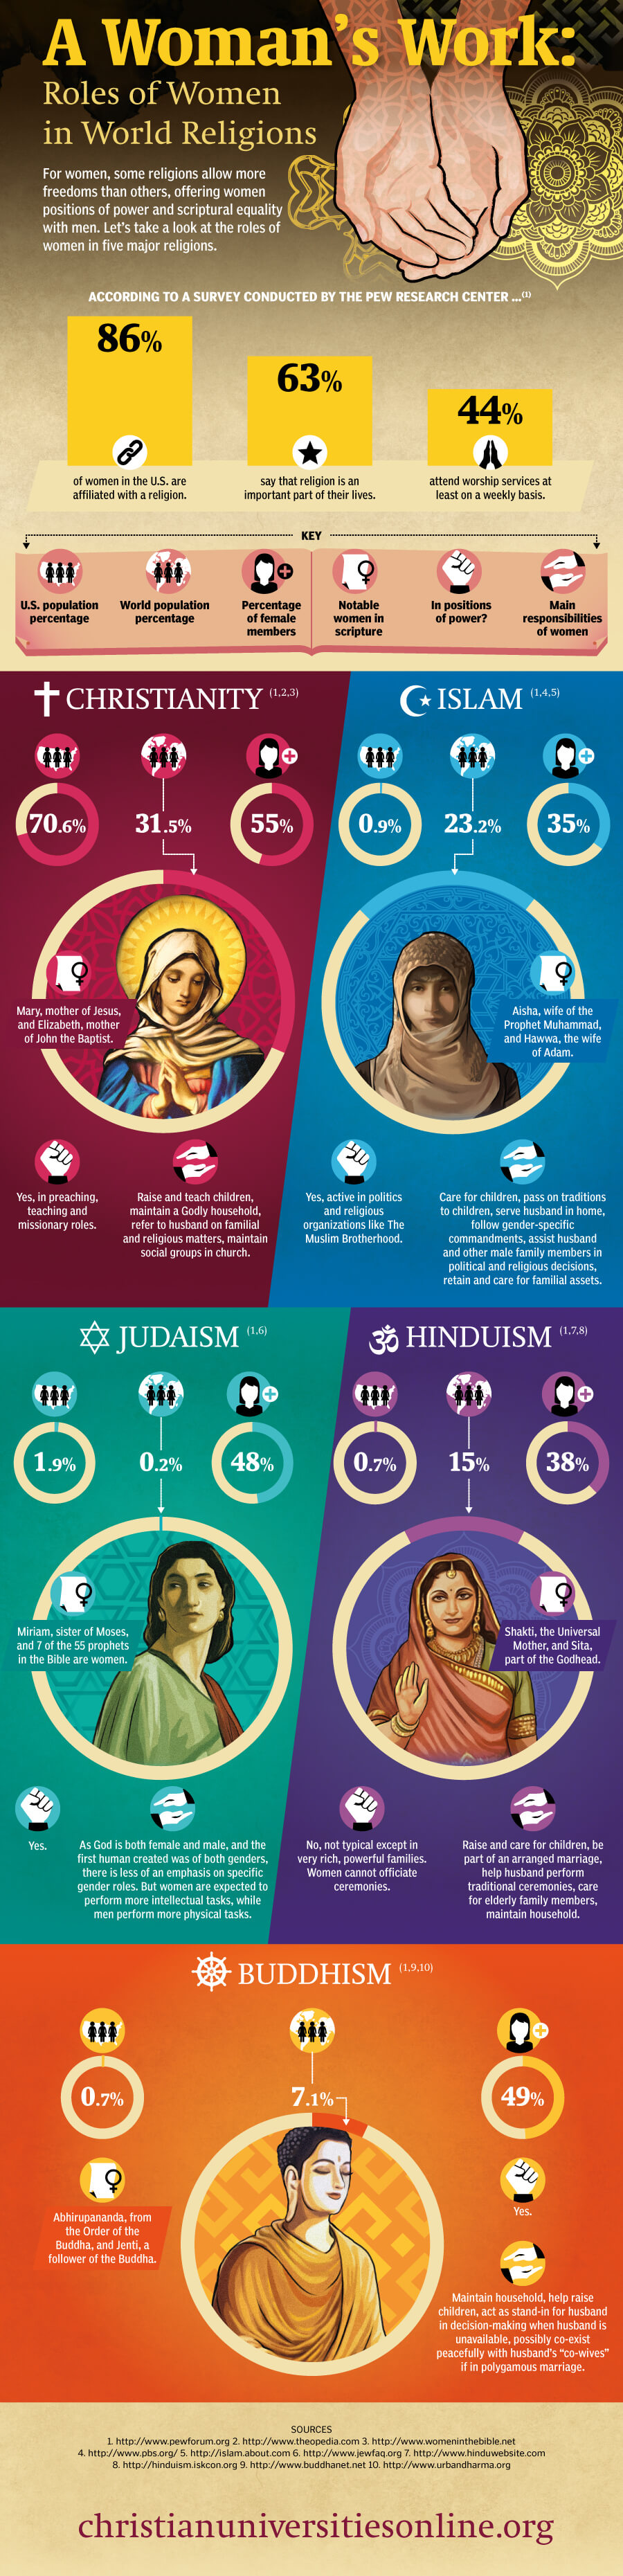 A Woman's Work:
Roles of Women
in World Religions
For women, some religions allow more
freedoms than others, offering women
positions of power and scriptural equality
with men. Let's take a look at the roles of
women in five major religions.
ACCORDING TO A SURVEY CONDUCTED BY THE PEW RESEARCH CENTER ...(1)
86%
63%
44%
of women in the U.S. are
affiliated with a religion.
say that religion is an
important part of their lives.
attend worship services at
least on a weekly basis.
KEY
U.S. population
percentage
World population
percentage
Percentage
of female
members
Notable
women in
scripture
In positions
of power?
Main
responsibilities
of women
CHRISTIANITY (1,2,3)
70.6%
31.5%
55%
Mary, mother of Jesus,
and Elizabeth, mother
of John the Baptist.
Yes, in preaching,
teaching and
missionary roles.
Raise and teach children,
maintain a Godly household,
refer to husband on familial
and religious matters, maintain
social groups in church.
ISLAM (1,4,5)
0.9%
23.2%
35%
Aisha, wife of the
Prophet Muhammad,
and Hawwa, the wife
of Adam.
Yes, active in politics
and religious
organizations like The
Muslim Brotherhood.
Care for children, pass on traditions
to children, serve husband in home,
follow gender-specific
commandments, assist husband
and other male family members in
political and religious decisions,
retain and care for familial assets.
JUDAISM (1,6)
1.9%
0.2%
48%
Miriam, sister of Moses,
and 7 of the 55 prophets
in the Bible are women.
Yes.
As God is both female and male, and the
first human created was of both genders,
there is less of an emphasis on specific
gender roles. But women are expected to
perform more intellectual tasks, while
men perform more physical tasks.
HINDUISM (1,7,8)
0.7%
15%
38%
Shakti, the Universal
Mother, and Sita,
part of the Godhead.
No, not typical except in
very rich, powerful families.
Women cannot officiate
ceremonies.
Raise and care for children, be
part of an arranged marriage,
help husband perform
traditional ceremonies, care
for elderly family members,
maintain household.
BUDDHISM (1,9,10)
0.7%
7.1%
49%
Abhirupananda, from
the Order of the
Buddha, and Jenti, a
follower of the Buddha.
Yes.
Maintain household, help raise
children, act as stand-in for husband
in decision-making when husband is
unavailable, possibly co-exist
peacefully with husband's "co-wives"
if in polygamous marriage.
SOURCES
1. http://www.pewforum.org 2. http://www.theopedia.com 3. http://www.womeninthebible.net
4. http://www.pbs.org/ 5. http://islam.about.com 6. http://www.jewfaq.org 7. http://www.hinduwebsite.com
8. http://hinduism.iskcon.org 9. http://www.buddhanet.net 10. http://www.urbandharma.org
christianuniversitiesonline.org